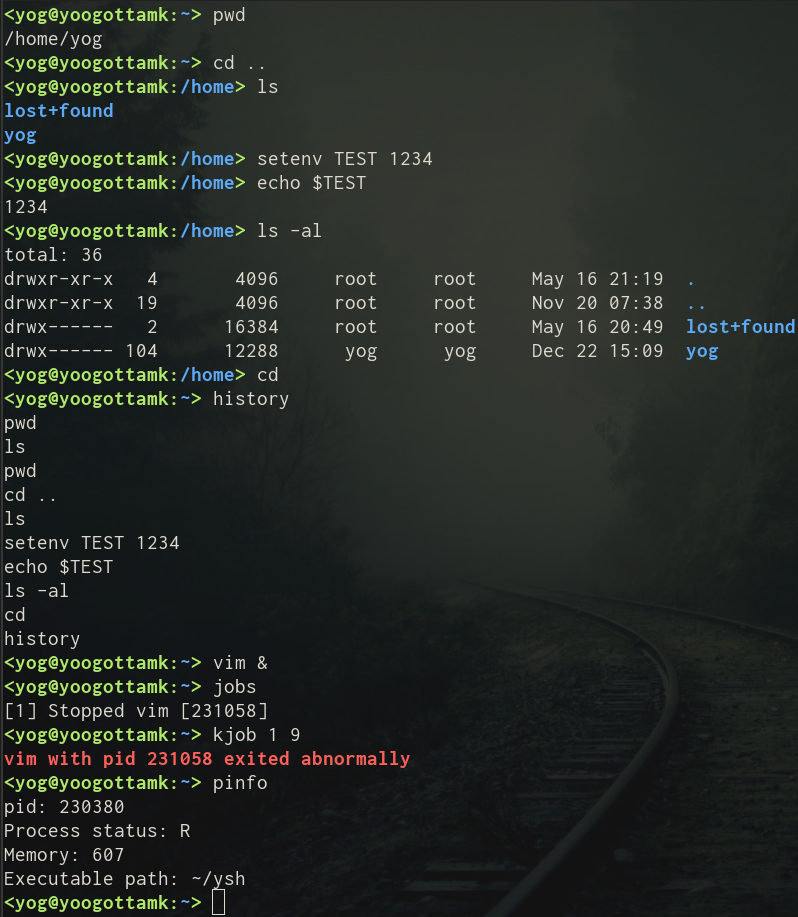 <yog@yoogottamk:~> pwd
/home/yog
<yog@yoogottamk:~> cd ..
<yog@yoogottamk:/home> ls
lost+found
yog
<yog@yoogottamk:/home> setenv TEST 1234
<yog@yoogottamk:/home> echo $TEST
1234
<yog@yoogottamk:/home> ls -al
total: 36
drwxr-xr-x   4       4096     root     root     May 16 21:19  .
drwxr-xr-x  19       4096     root     root     Nov 20 07:38  ..
drwx------   2      16384     root     root     May 16 20:49  lost+found
drwx------ 104      12288      yog      yog     Dec 22 15:09  yog
<yog@yoogottamk:/home> cd
<yog@yoogottamk:~> history
pwd
ls
pwd
cd ..
ls
setenv TEST 1234
echo $TEST
ls -al
cd
history
<yog@yoogottamk:~> vim &
<yog@yoogottamk:~> jobs
[1] Stopped vim [231058]
<yog@yoogottamk:~> kjob 1 9
vim with pid 231058 exited abnormally
<yog@yoogottamk:~> pinfo
pid: 230380
Process status: R
Memory: 607
Executable path: ~/ysh
<yog@yoogottamk:~>